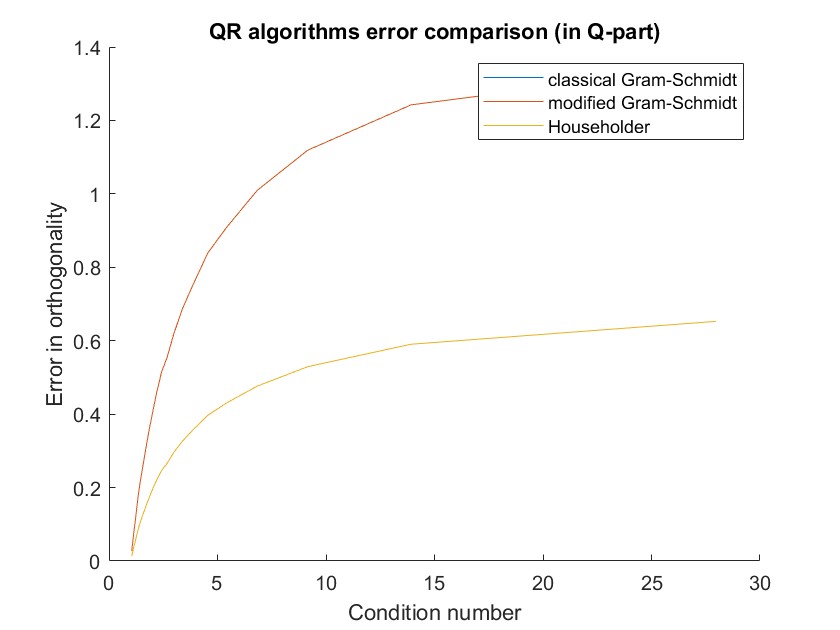 QR algorithms error comparison (in Q-part)
1.4
1.2
1
0.8
0.6
0.4
0.2
0
Error in orthogonality
classical Gram-Schmidt
modified Gram-Schmidt
Householder
0 5 10 15 20 25 30
Condition number